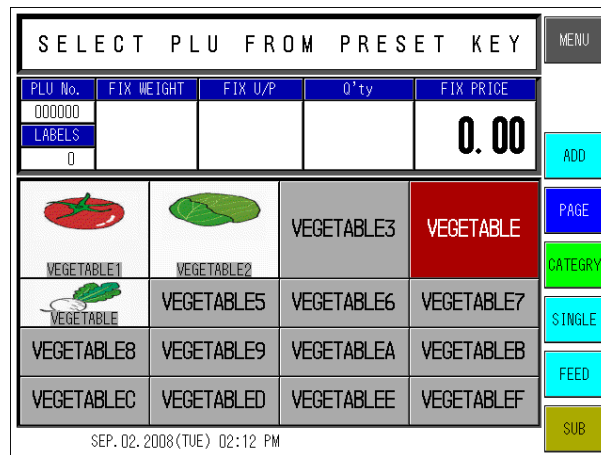 SELECT PLU FROM PRESET KEY
MENU
PLU No. FIX WEIGHT FIX U/P Q'ty FIX PRICE
000000
LABELS
0
0.00
ADD
PAGE
CATEGRY
SINGLE
FEED
SUB
VEGETABLE1 VEGETABLE2 VEGETABLE3 VEGETABLE
VEGETABLE VEGETABLE5 VEGETABLE6 VEGETABLE7
VEGETABLE8 VEGETABLE9 VEGETABLEA VEGETABLEB
VEGETABLEC VEGETABLED VEGETABLEE VEGETABLEF
SEP.02.2008(TUE) 02:12 PM